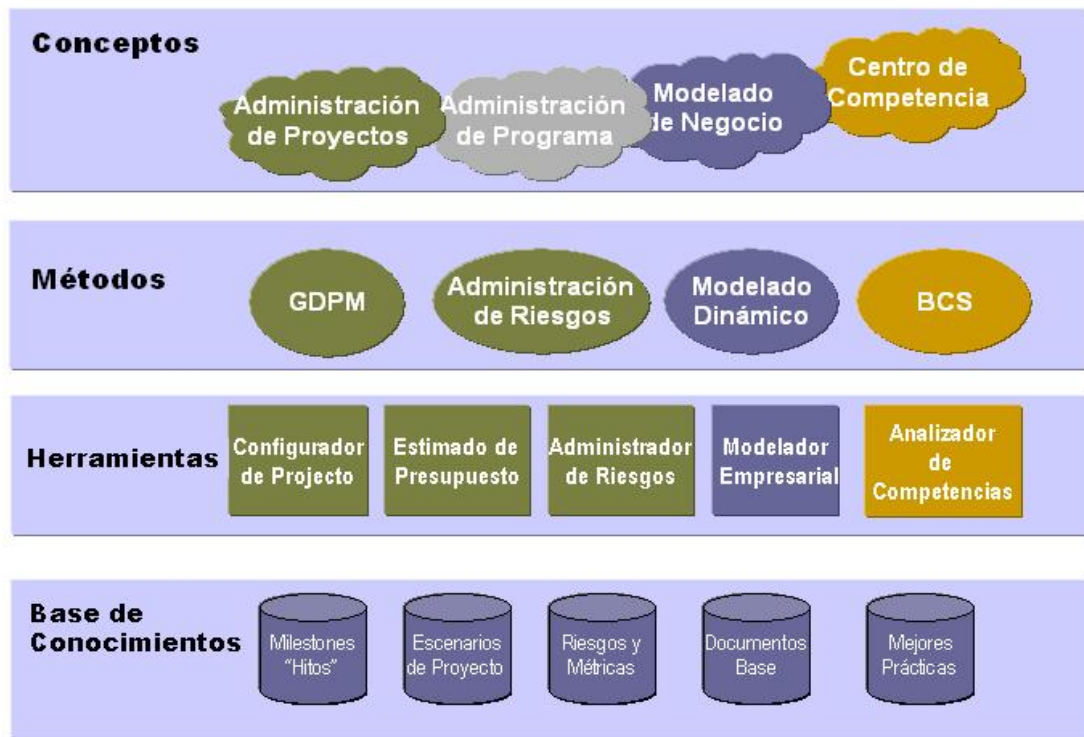 Conceptos
Administración
de Proyectos
Administración
de Programa
Modelado
de Negocio
Centro de
Competencia
Métodos
GDPM
Administración
de Riesgos
Modelado
Dinámico
BCS
Herramientas
Configurador
de Projecto
Estimado de
Presupuesto
Administrador
de Riesgos
Modelador
Empresarial
Analizador
de
Competencias
Base de
Conocimientos
Milestones
“Hitos”
Escenarios
de Proyecto
Riesgos y
Métricas
Documentos
Base
Mejores
Prácticas